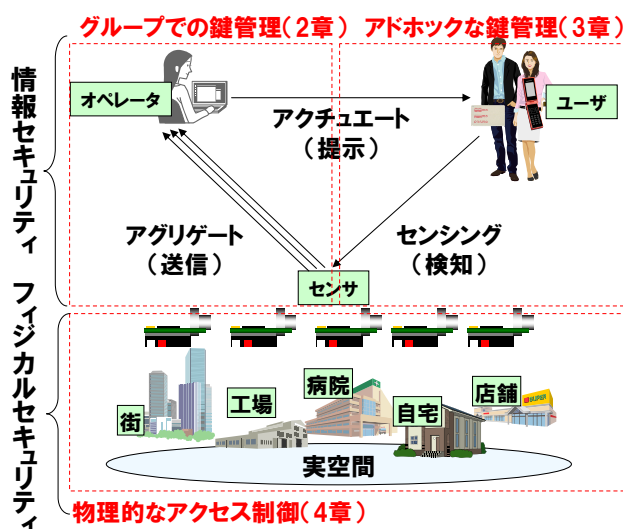 グループでの鍵管理(2章)
アドホックな鍵管理(3章)
情報セキュリティ
オペレータ
ユーザ
アクチュエート
(提示)
アグリゲート
(送信)
センシング
(検知)
センサ
フィジカルセキュリティ
街
工場
病院
自宅
店舗
SUPER
実空間
物理的なアクセス制御(4章)